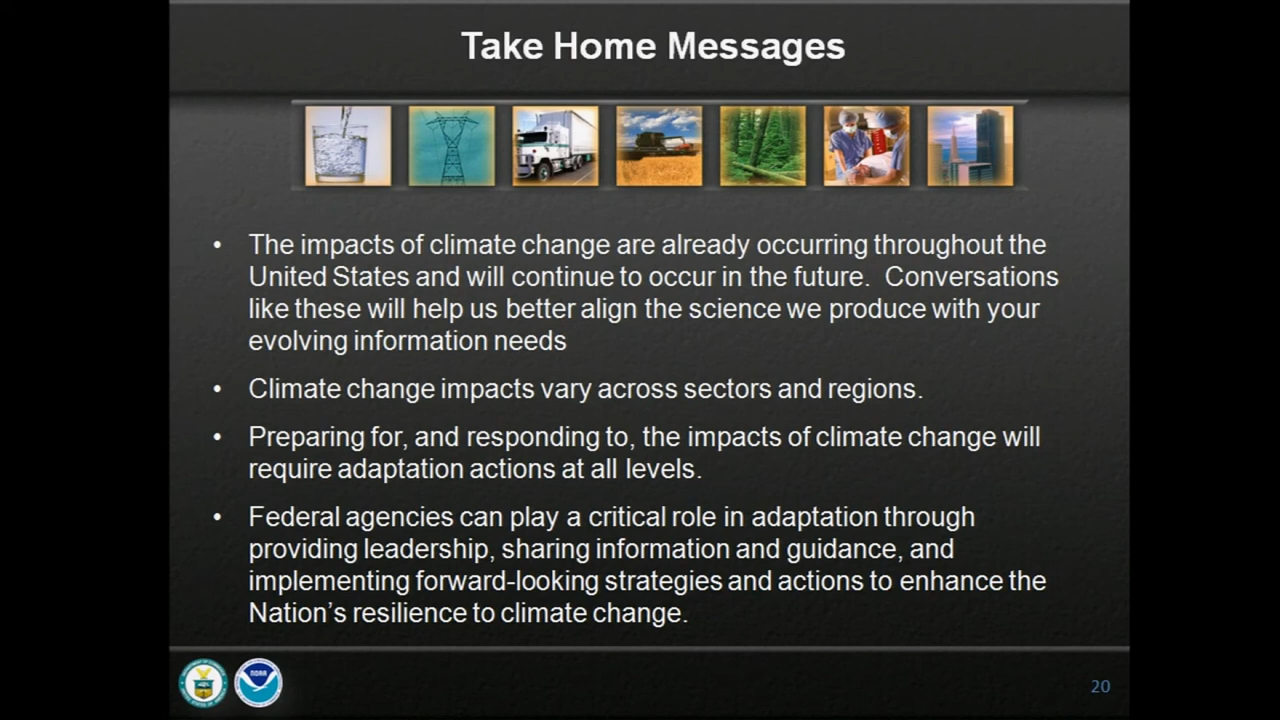 Take Home Messages
• The impacts of climate change are already occurring throughout the
United States and will continue to occur in the future.  Conversations
like these will help us better align the science we produce with your
evolving information needs
• Climate change impacts vary across sectors and regions.
• Preparing for, and responding to, the impacts of climate change will
require adaptation actions at all levels.
• Federal agencies can play a critical role in adaptation through
providing leadership, sharing information and guidance, and
implementing forward-looking strategies and actions to enhance the
Nation’s resilience to climate change.
NOAA
20